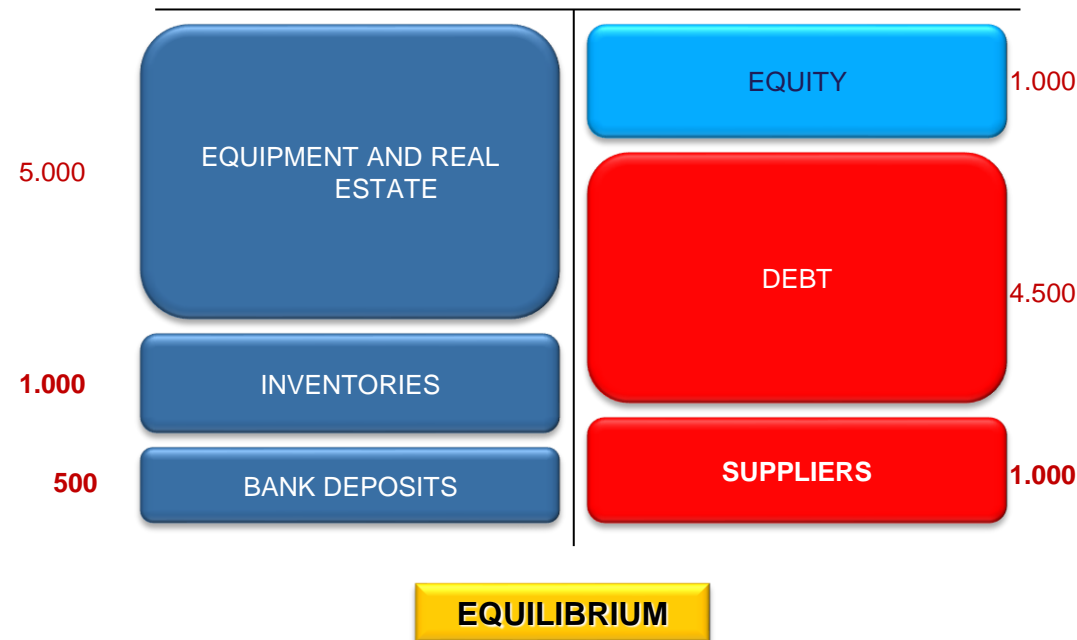 5.000
EQUIPMENT AND REAL
ESTATE
1.000
INVENTORIES
500
BANK DEPOSITS
EQUITY
1.000
DEBT
4.500
SUPPLIERS
1.000
EQUILIBRIUM